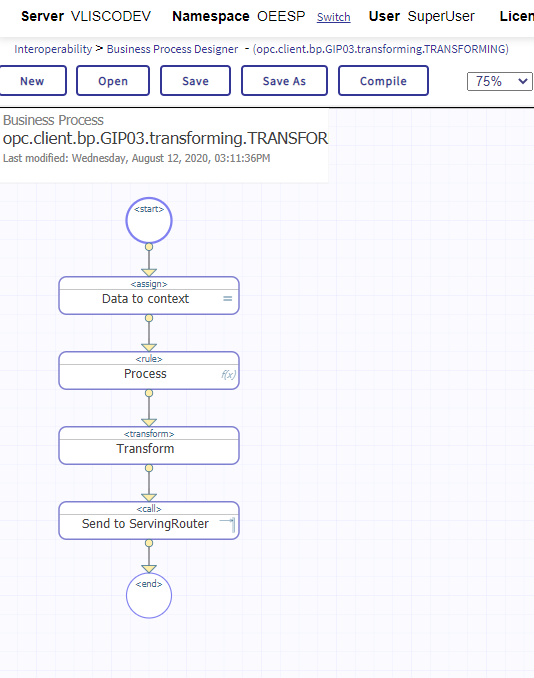 Server VLISCODEV Namespace OEESP Switch User SuperUser Licen
Interoperability > Business Process Designer - (opc.client.bp.GIP03.transforming.TRANSFORMING)
New Open Save Save As Compile 75%
Business Process
opc.client.bp.GIP03.transforming.TRANSFOR
Last modified: Wednesday, August 12, 2020, 03:11:36PM
<start>
<assign>
Data to context =
<rule>
Process f(x)
<transform>
Transform
<call>
Send to ServingRouter
<end>